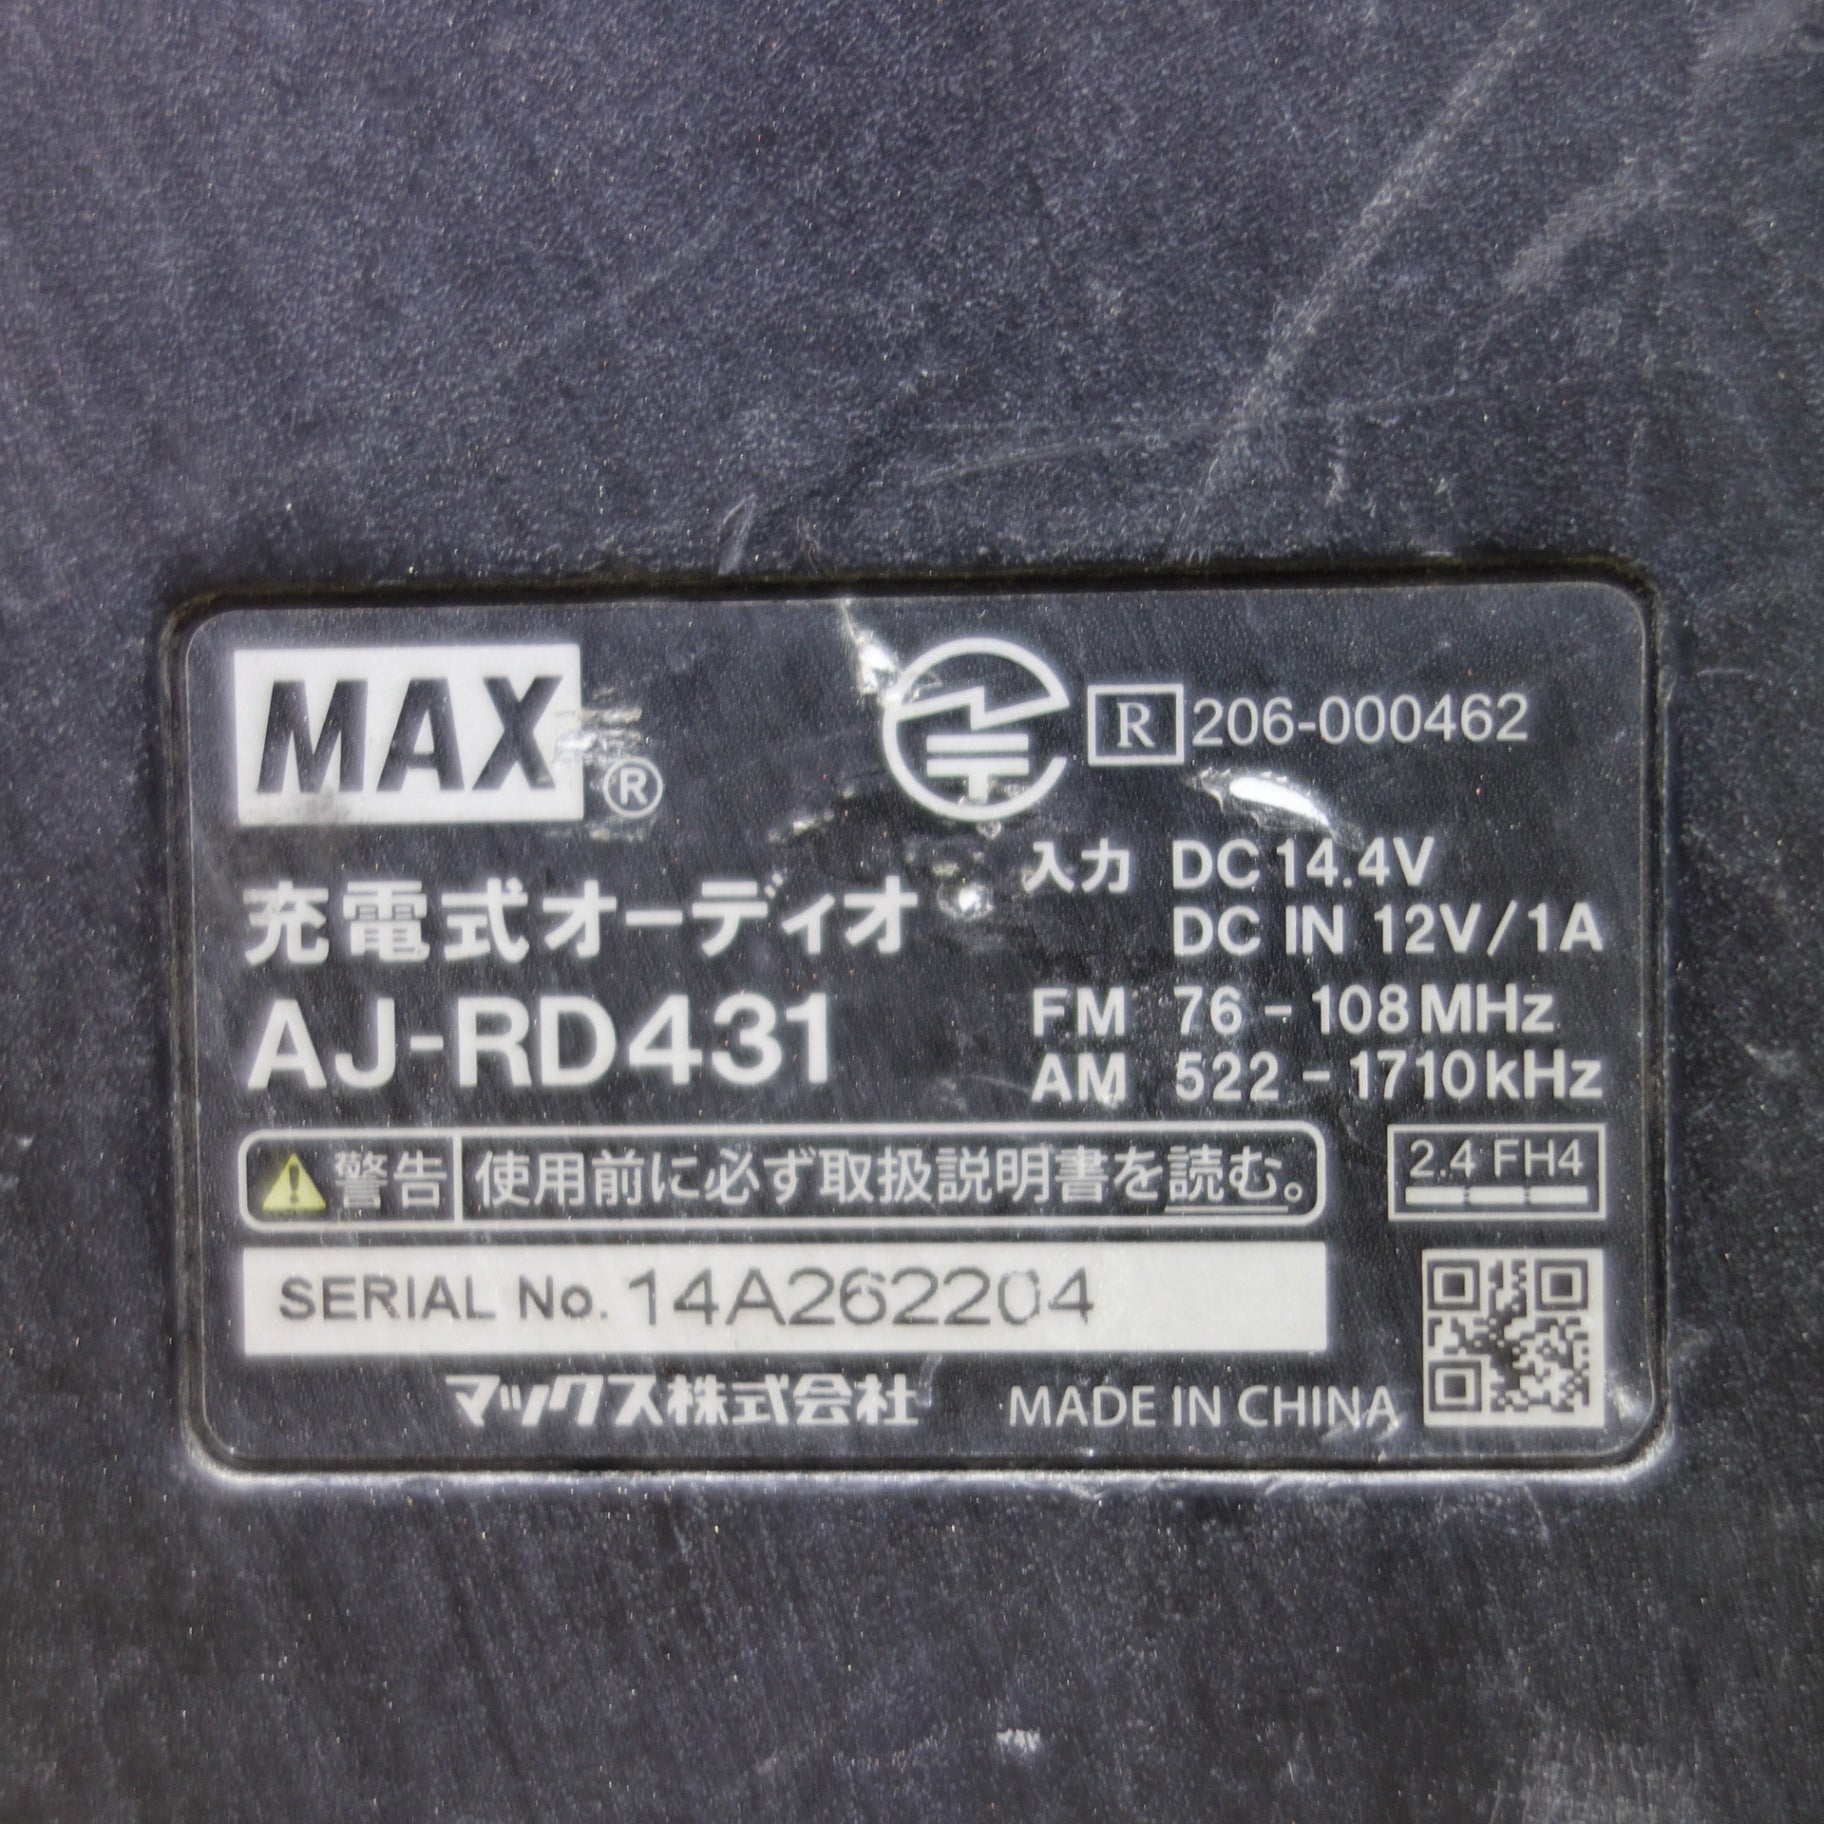 MAX®
R 206-000462
充電式オーディオ
AJ-RD431
入力 DC 14.4V
DC IN 12V/1A
FM 76-108MHz
AM 522-1710kHz
警告 使用前に必ず取扱説明書を読む。
2.4 FH4
SERIAL No. 14A262204
マックス株式会社
MADE IN CHINA